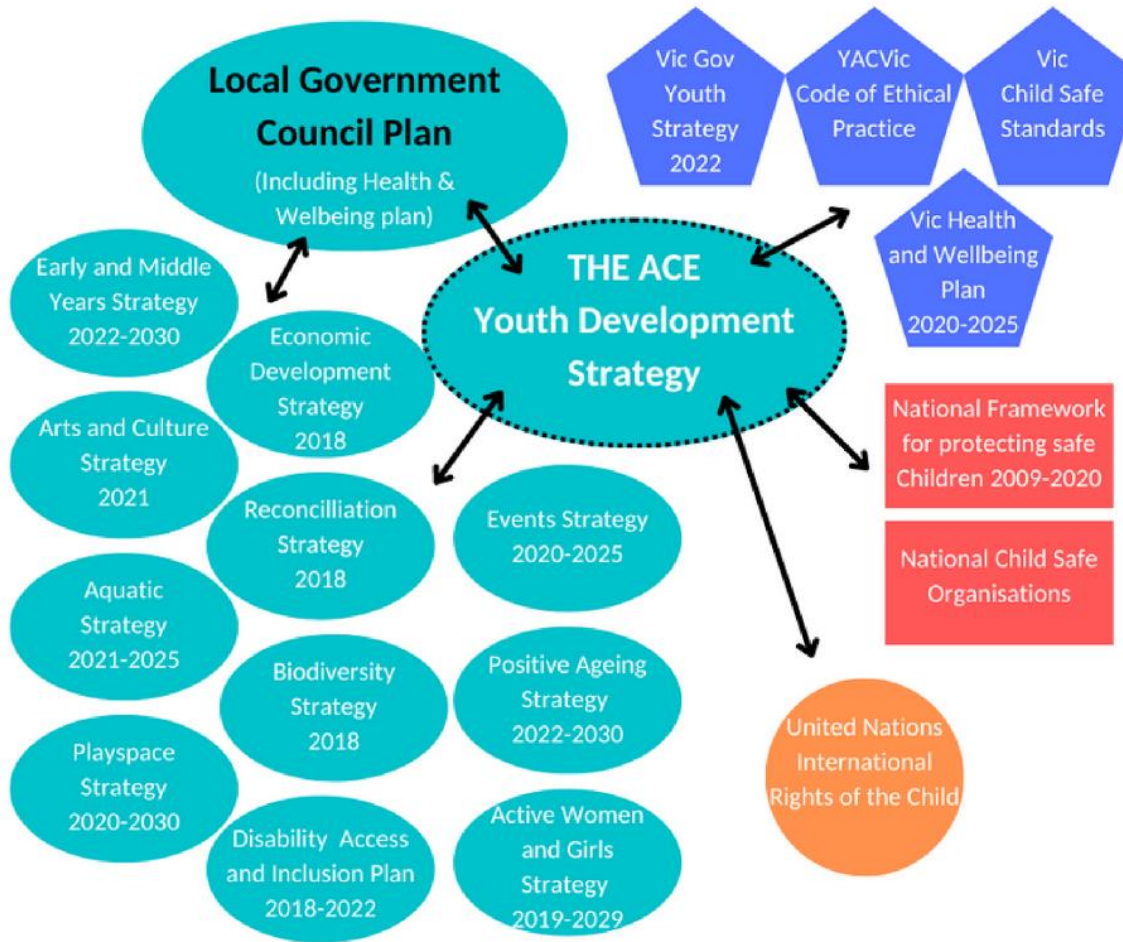 Local Government
Council Plan
(Including Health &
Welbeing plan)
Vic Gov
Youth
Strategy
2022
YACVic
Code of Ethical
Practice
Vic
Child Safe
Standards
Vic Health
and Wellbeing
Plan
2020-2025
THE ACE
Youth Development
Strategy
Early and Middle
Years Strategy
2022-2030
Economic
Development
Strategy
2018
Arts and Culture
Strategy
2021
Reconcilliation
Strategy
2018
Events Strategy
2020-2025
Aquatic
Strategy
2021-2025
Biodiversity
Strategy
2018
Positive Ageing
Strategy
2022-2030
Playspace
Strategy
2020-2030
Disability Access
and Inclusion Plan
2018-2022
Active Women
and Girls
Strategy
2019-2029
National Framework
for protecting safe
Children 2009-2020
National Child Safe
Organisations
United Nations
International
Rights of the Child